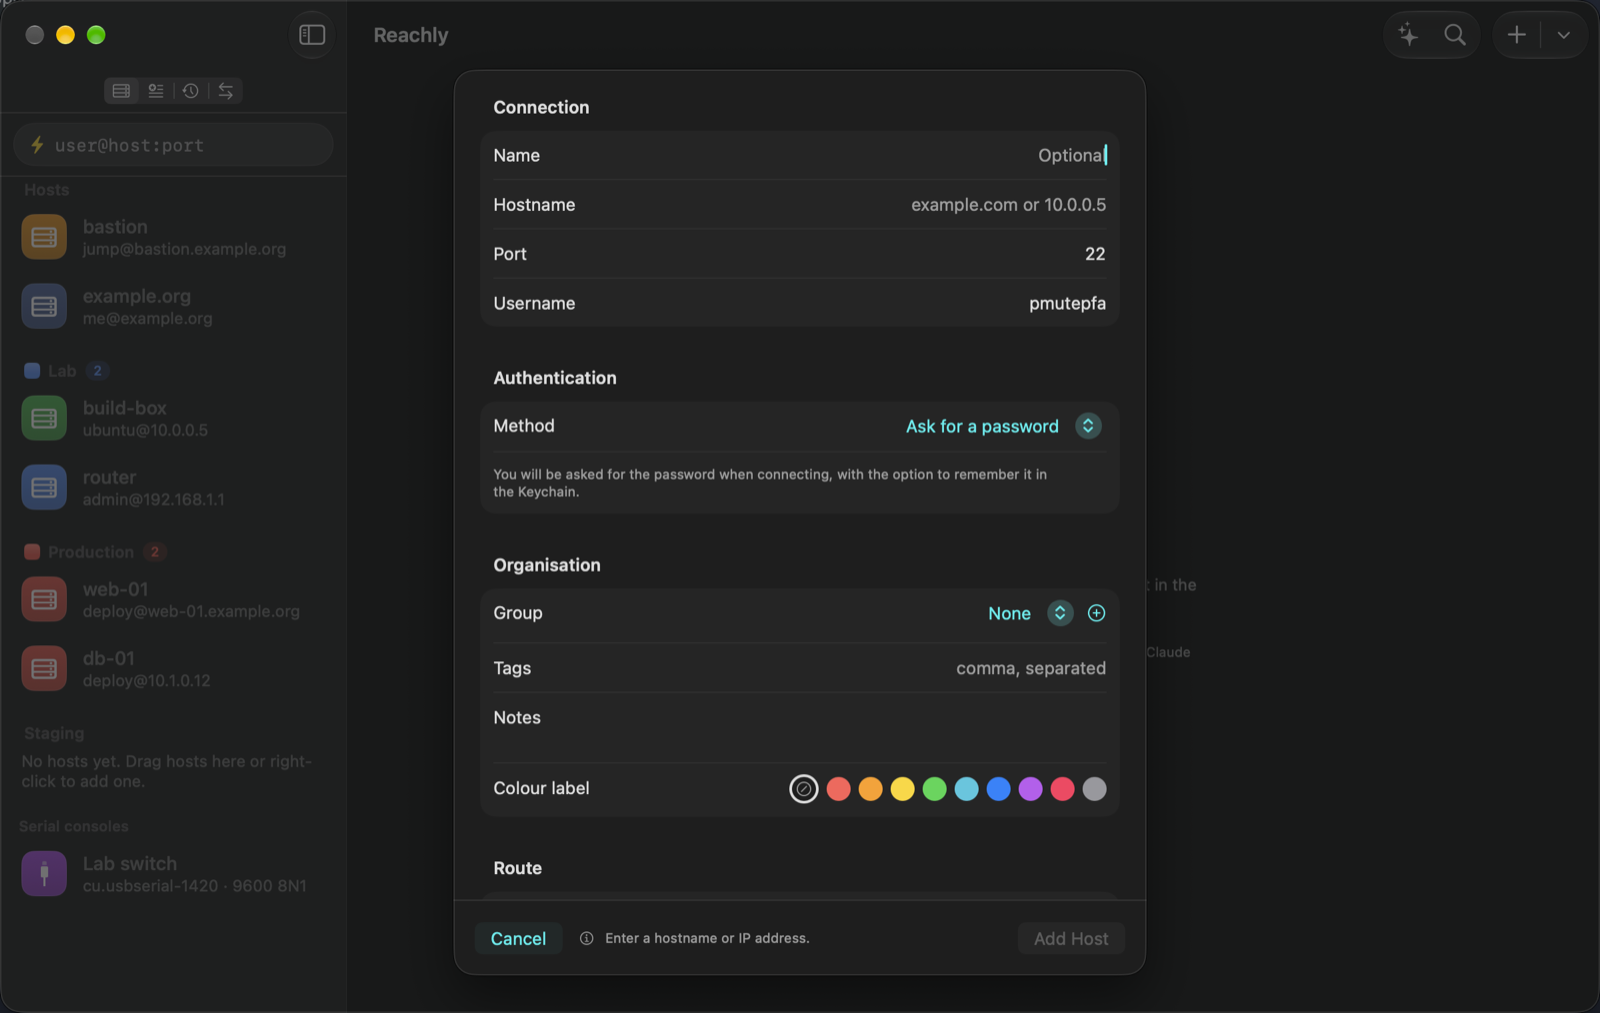 Reachly
user@host:port
Hosts
bastion
jump@bastion.example.org
example.org
me@example.org
Lab 2
build-box
ubuntu@10.0.0.5
router
admin@192.168.1.1
Production 2
web-01
deploy@web-01.example.org
db-01
deploy@10.1.0.12
Staging
No hosts yet. Drag hosts here or right-
click to add one.
Serial consoles
Lab switch
cu.usbserial-1420 · 9600 8N1
Connection
Name Optional
Hostname example.com or 10.0.0.5
Port 22
Username pmutepfa
Authentication
Method Ask for a password
You will be asked for the password when connecting, with the option to remember it in
the Keychain.
Organisation
Group None
Tags comma, separated
Notes
Colour label
Route
Cancel Enter a hostname or IP address. Add Host
in the
Claude